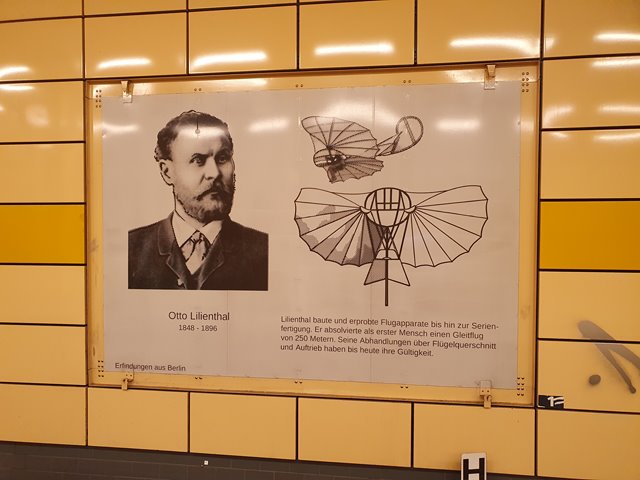 Otto Lilienthal
1848 - 1896
Lilienthal baute und erprobte Flugapparate bis hin zur Serien-
fertigung. Er absolvierte als erster Mensch einen Gleitflug
von 250 Metern. Seine Abhandlungen über Flügelquerschnitt
und Auftrieb haben bis heute ihre Gültigkeit.
Erfindungen aus Berlin
H